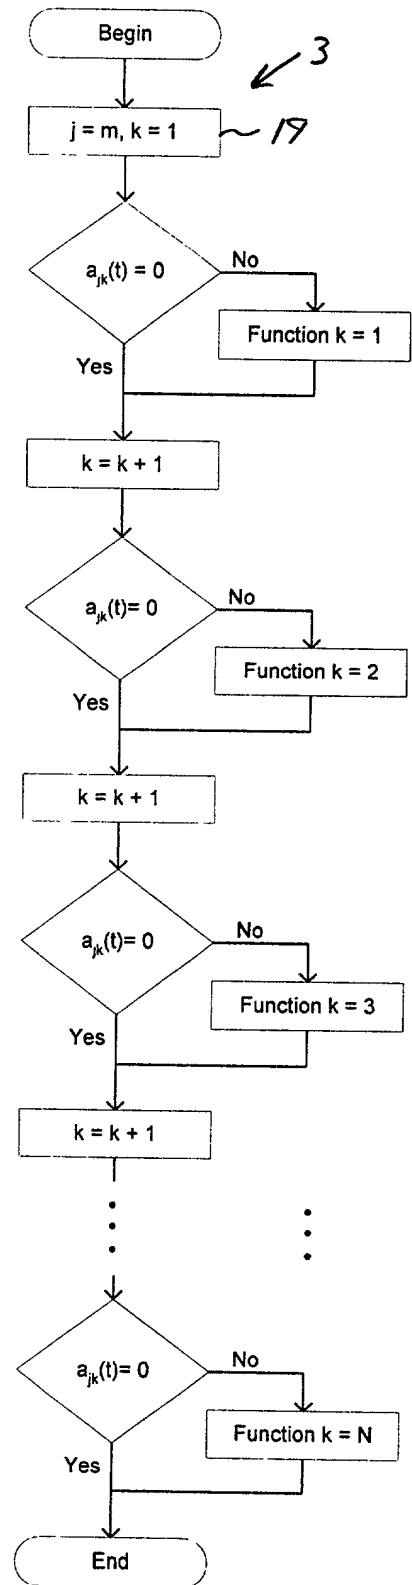 Begin
3
j = m, k = 1
19
a_jk(t) = 0
No
Function k = 1
Yes
k = k + 1
a_jk(t)= 0
No
Function k = 2
Yes
k = k + 1
a_jk(t)= 0
No
Function k = 3
Yes
k = k + 1
a_jk(t)= 0
No
Function k = N
Yes
End